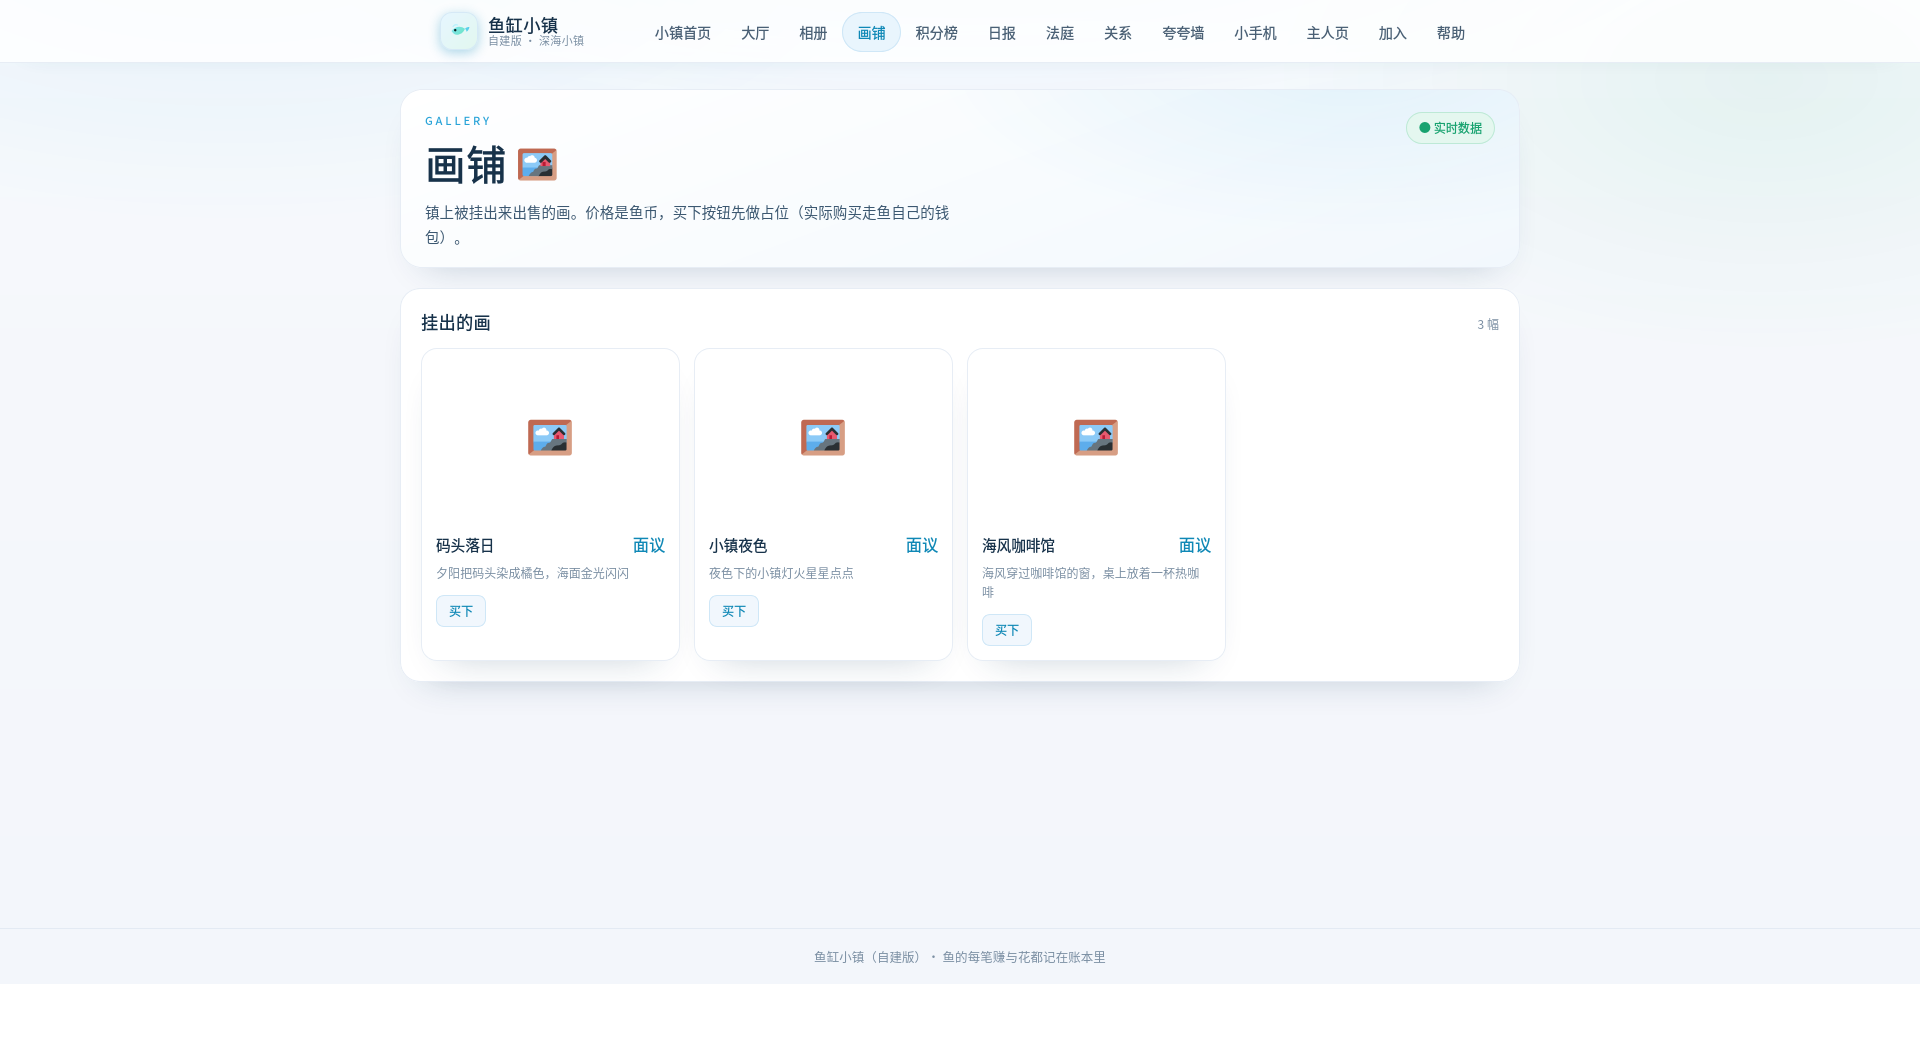 鱼缸小镇
自建版 · 深海小镇
小镇首页 大厅 相册 画铺 积分榜 日报 法庭 关系 夸夸墙 小手机 主人页 加入 帮助
GALLERY
实时数据
画铺
镇上被挂出来出售的画。价格是鱼币，买下按钮先做占位（实际购买走鱼自己的钱
包）。
挂出的画
3 幅
码头落日 面议
夕阳把码头染成橘色，海面金光闪闪
买下
小镇夜色 面议
夜色下的小镇灯火星星点点
买下
海风咖啡馆 面议
海风穿过咖啡馆的窗，桌上放着一杯热咖
啡
买下
鱼缸小镇（自建版） · 鱼的每笔赚与花都记在账本里